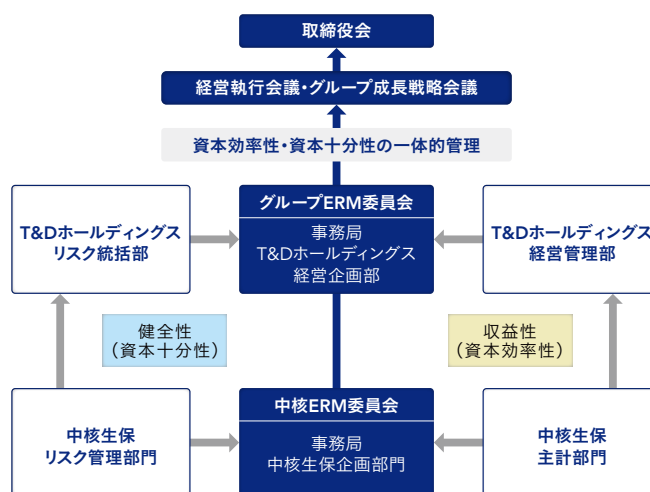 取締役会
経営執行会議・グループ成長戦略会議
資本効率性・資本十分性の一体的管理
T&Dホールディングス
リスク統括部
グループERM委員会
事務局
T&Dホールディングス
経営企画部
T&Dホールディングス
経営管理部
健全性
（資本十分性）
収益性
（資本効率性）
中核生保
リスク管理部門
中核ERM委員会
事務局
中核生保企画部門
中核生保
主計部門